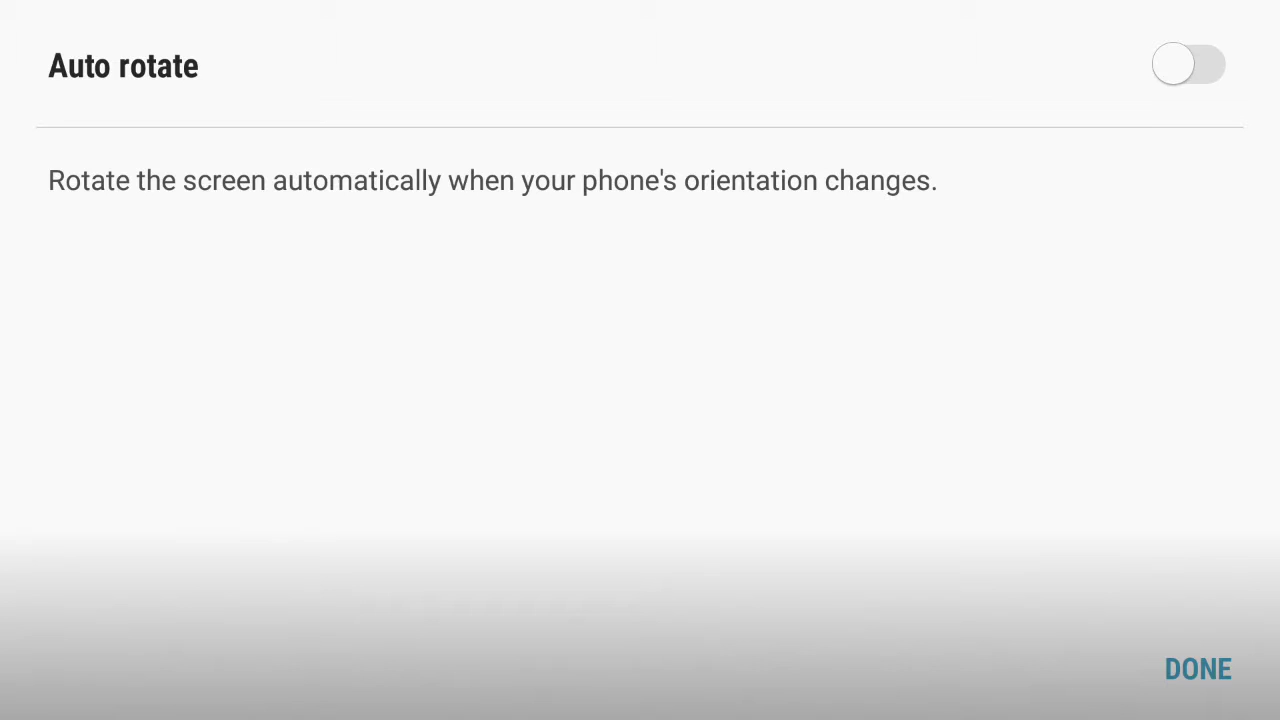 Auto rotate
Rotate the screen automatically when your phone's orientation changes.
DONE